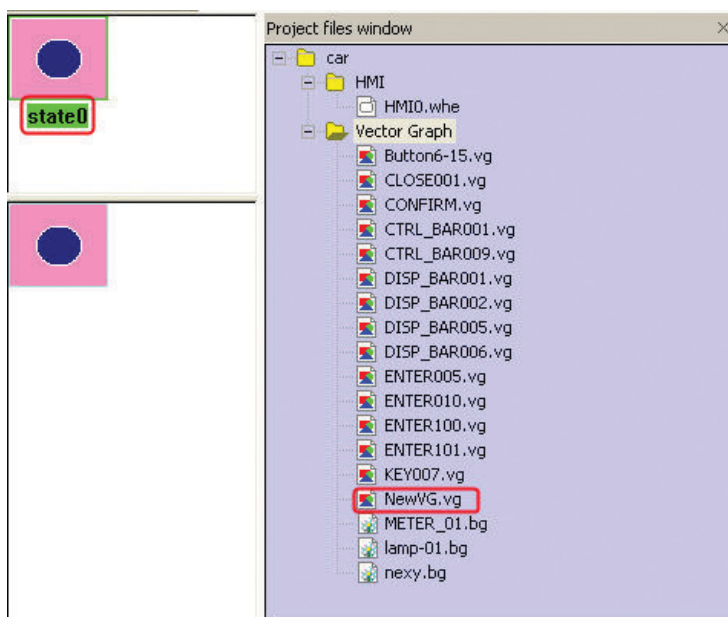 state0
Project files window
car
HMI
HMI0.whe
Vector Graph
Button6-15.vg
CLOSE001.vg
CONFIRM.vg
CTRL_BAR001.vg
CTRL_BAR009.vg
DISP_BAR001.vg
DISP_BAR002.vg
DISP_BAR005.vg
DISP_BAR006.vg
ENTER005.vg
ENTER010.vg
ENTER100.vg
ENTER101.vg
KEY007.vg
NewVG.vg
METER_01.bg
lamp-01.bg
nexy.bg